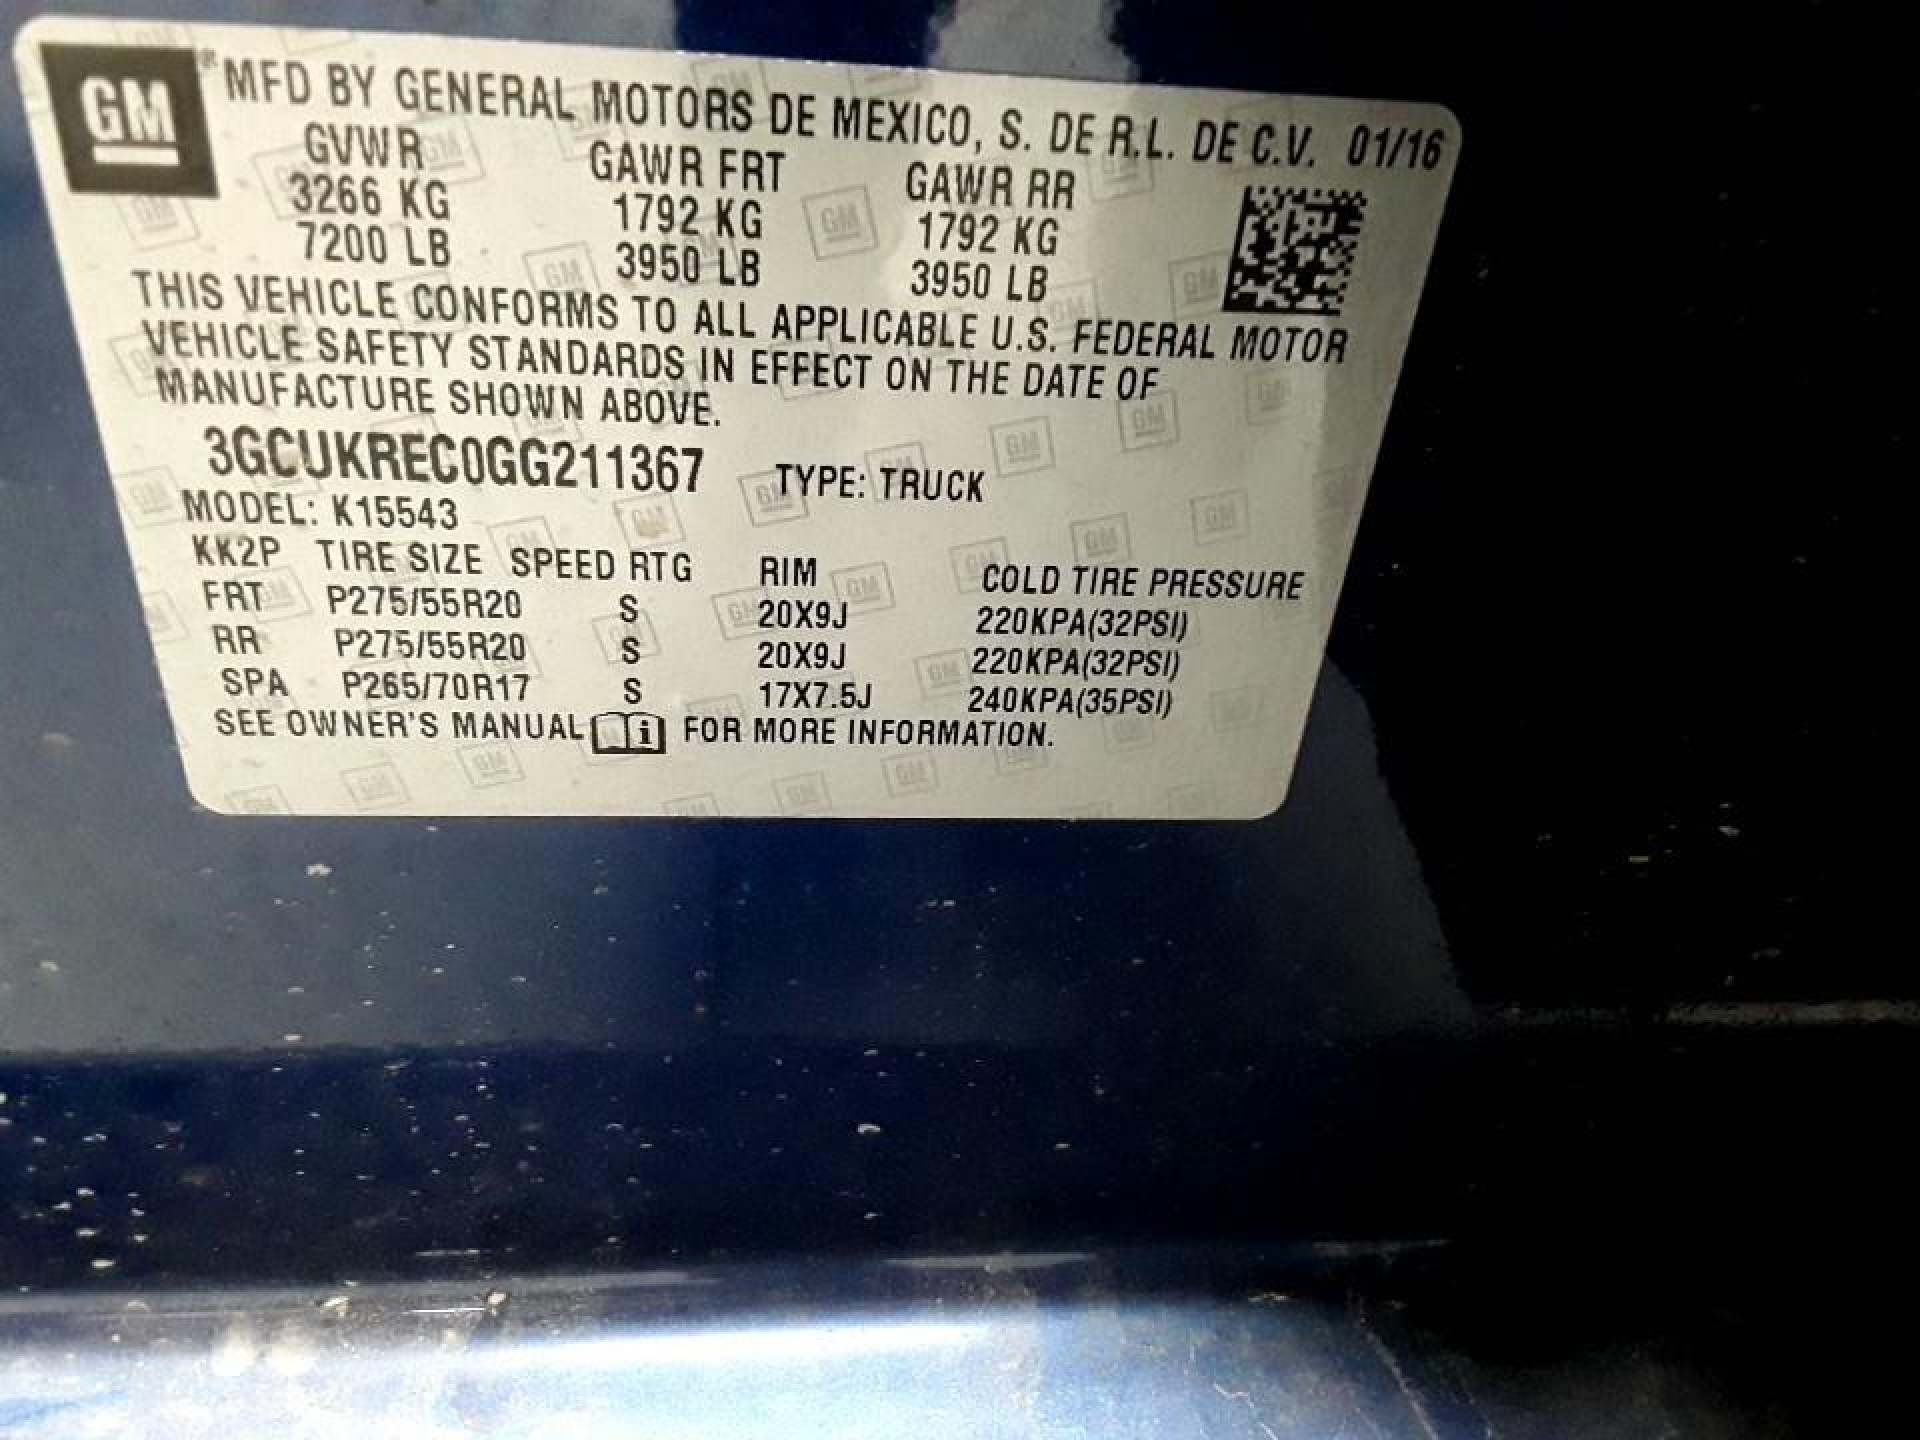 GM
® MFD BY GENERAL MOTORS DE MEXICO, S. DE R.L. DE C.V. 01/16
GVWR GAWR FRT GAWR RR
3266 KG 1792 KG 1792 KG
7200 LB 3950 LB 3950 LB
THIS VEHICLE CONFORMS TO ALL APPLICABLE U.S. FEDERAL MOTOR
VEHICLE SAFETY STANDARDS IN EFFECT ON THE DATE OF
MANUFACTURE SHOWN ABOVE.
3GCUKREC0GG211367 TYPE: TRUCK
MODEL: K15543
KK2P TIRE SIZE SPEED RTG RIM COLD TIRE PRESSURE
FRT P275/55R20 S 20X9J 220KPA(32PSI)
RR P275/55R20 S 20X9J 220KPA(32PSI)
SPA P265/70R17 S 17X7.5J 240KPA(35PSI)
SEE OWNER'S MANUAL i FOR MORE INFORMATION.